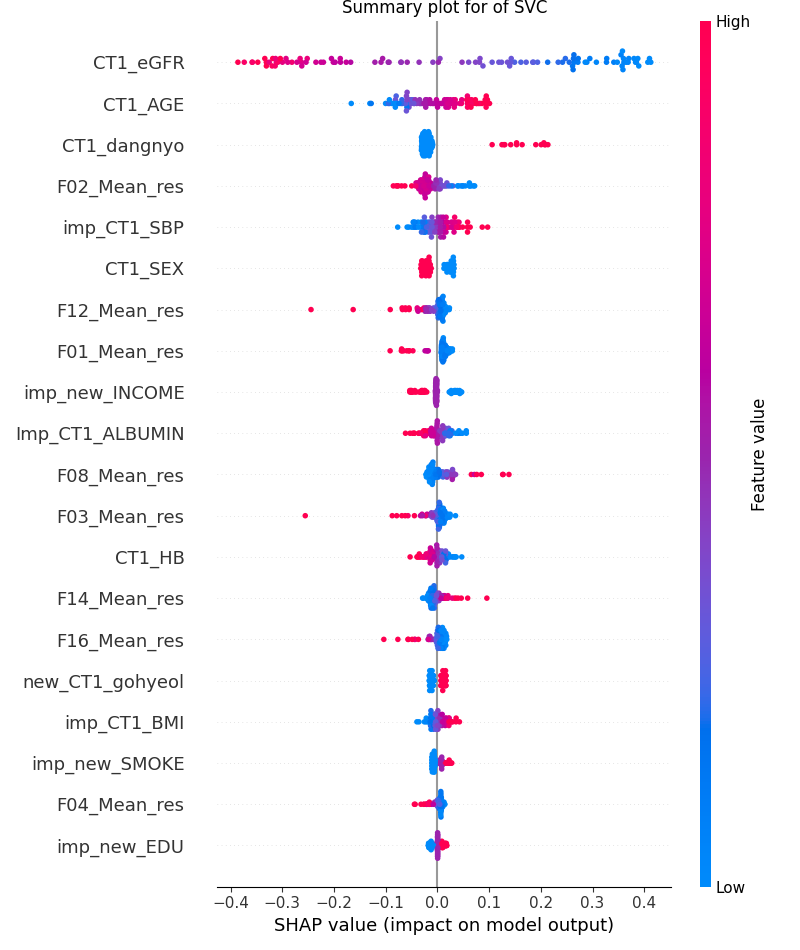 Summary plot for of SVC
High
CT1_eGFR
CT1_AGE
CT1_dangnyo
F02_Mean_res
imp_CT1_SBP
CT1_SEX
F12_Mean_res
F01_Mean_res
imp_new_INCOME
Imp_CT1_ALBUMIN
F08_Mean_res
F03_Mean_res
CT1_HB
F14_Mean_res
F16_Mean_res
new_CT1_gohyeol
imp_CT1_BMI
imp_new_SMOKE
F04_Mean_res
imp_new_EDU
Feature value
Low
−0.4 −0.3 −0.2 −0.1 0.0 0.1 0.2 0.3 0.4
SHAP value (impact on model output)